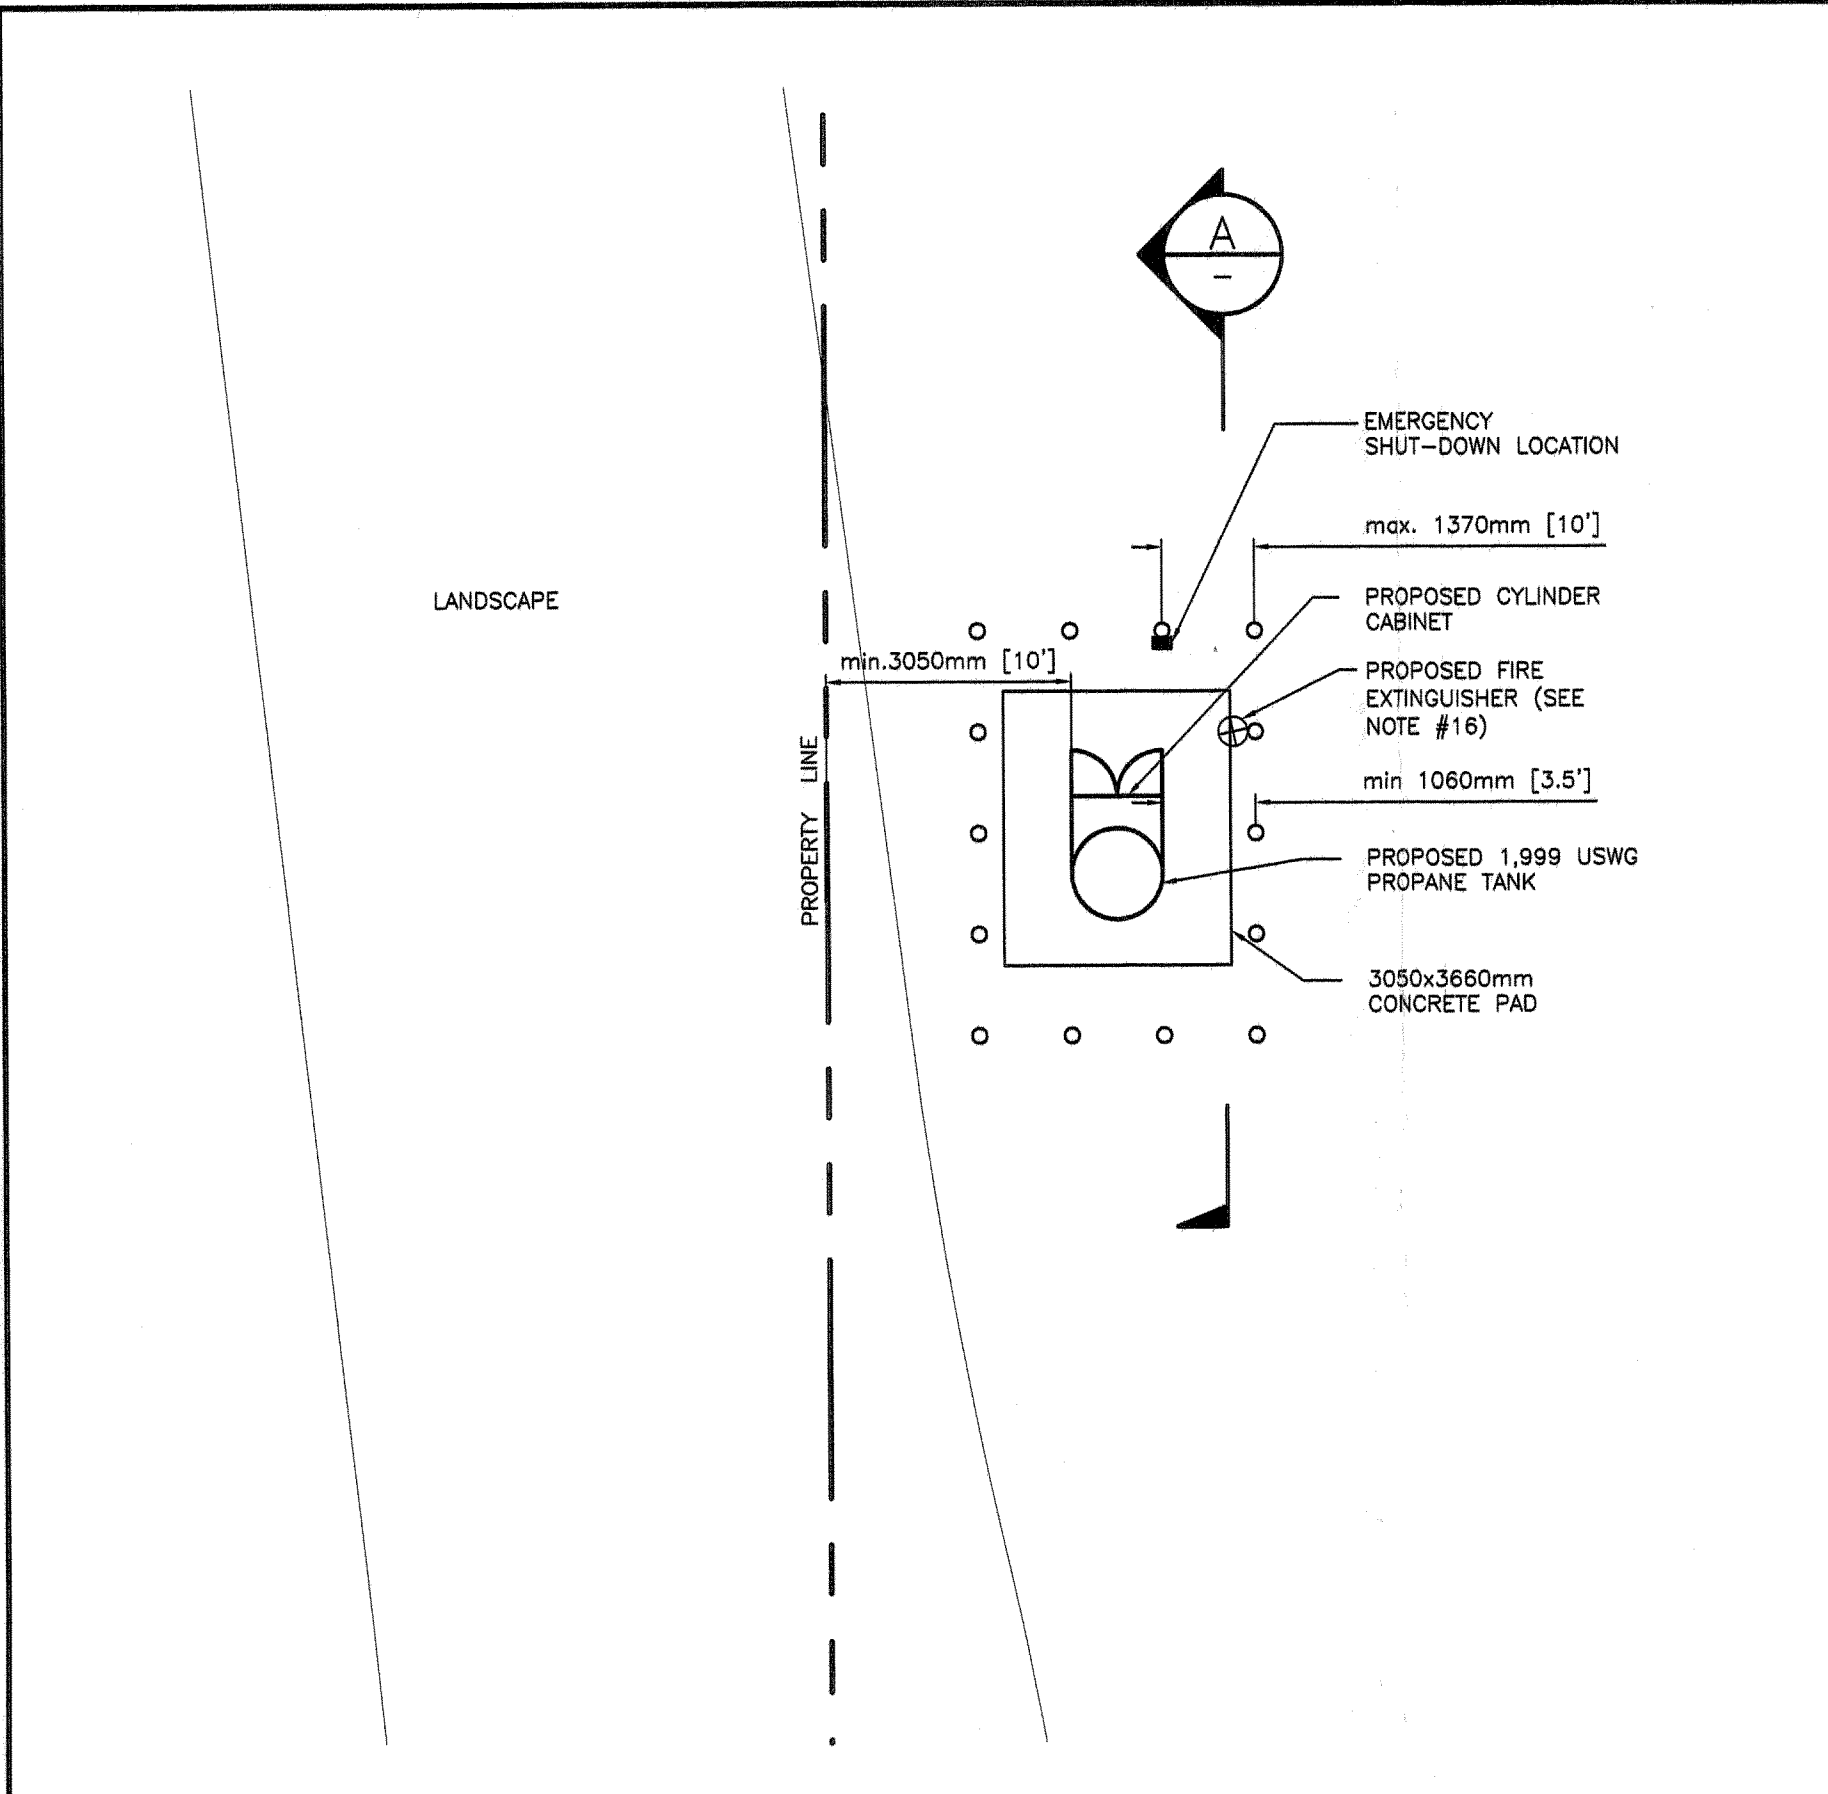 A
-
EMERGENCY
SHUT-DOWN LOCATION
max. 1370mm [10']
LANDSCAPE
PROPOSED CYLINDER
CABINET
min.3050mm [10']
PROPOSED FIRE
EXTINGUISHER (SEE
NOTE #16)
PROPERTY LINE
min 1060mm [3.5']
PROPOSED 1,999 USWG
PROPANE TANK
3050x3660mm
CONCRETE PAD